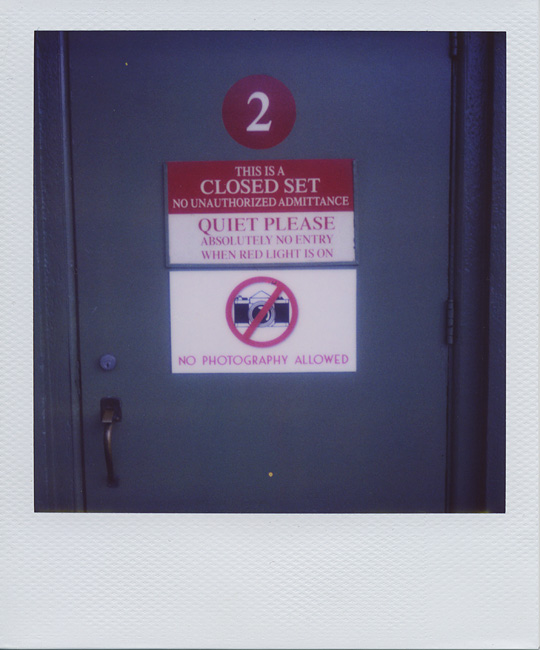 2
THIS IS A
CLOSED SET
NO UNAUTHORIZED ADMITTANCE
QUIET PLEASE
ABSOLUTELY NO ENTRY
WHEN RED LIGHT IS ON
NO PHOTOGRAPHY ALLOWED